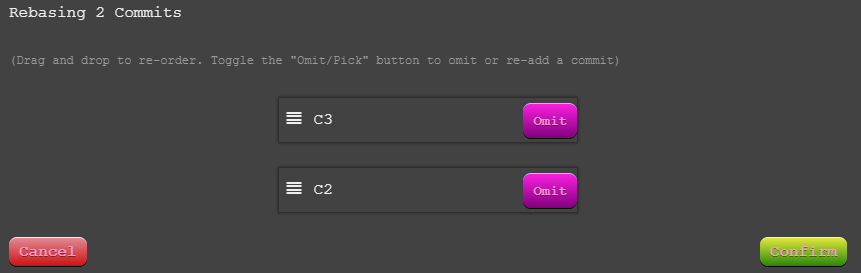 Rebasing 2 Commits
(Drag and drop to re-order. Toggle the "Omit/Pick" button to omit or re-add a commit)
C3 Omit
C2 Omit
Cancel Confirm